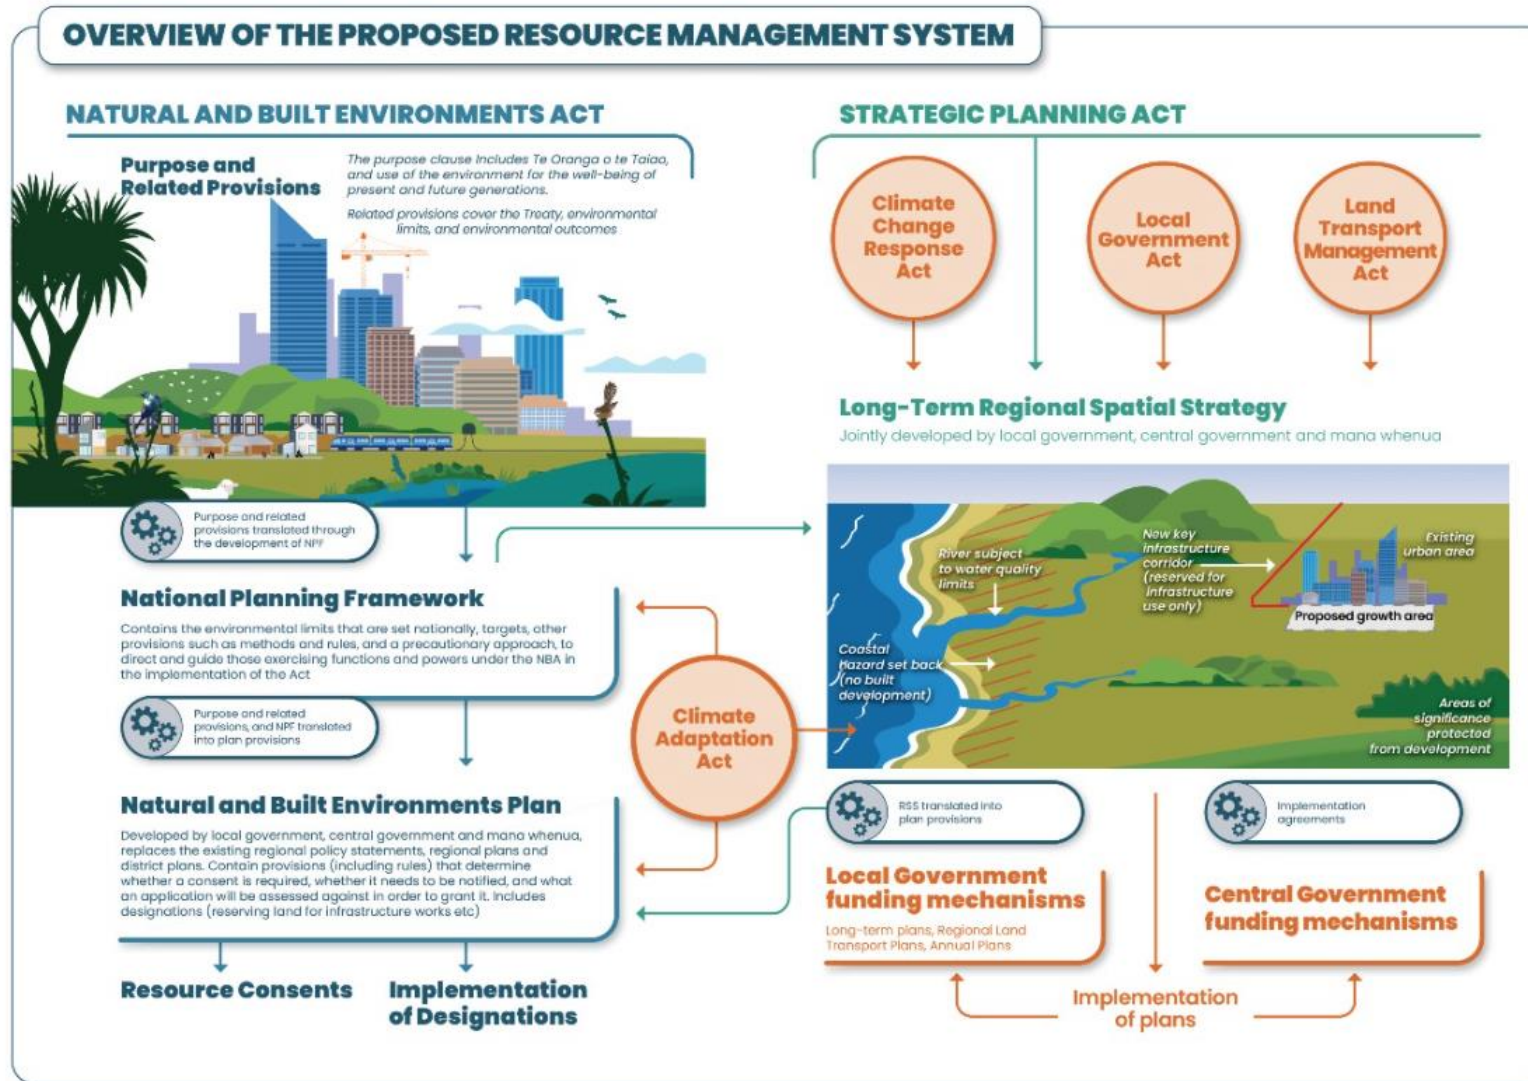 OVERVIEW OF THE PROPOSED RESOURCE MANAGEMENT SYSTEM
NATURAL AND BUILT ENVIRONMENTS ACT
Purpose and
Related Provisions
The purpose clause Includes Te Oranga o te Taiao,
and use of the environment for the well-being of
present and future generations.
Related provisions cover the Treaty, environmental
limits, and environmental outcomes
Purpose and related
provisions translated through
the development of NPF
National Planning Framework
Contains the environmental limits that are set nationally, targets, other
provisions such as methods and rules, and a precautionary approach, to
direct and guide those exercising functions and powers under the NBA in
the implementation of the Act
Purpose and related
provisions, and NPF translated
into plan provisions
Natural and Built Environments Plan
Developed by local government, central government and mana whenua,
replaces the existing regional policy statements, regional plans and
district plans. Contain provisions (including rules) that determine
whether a consent is required, whether it needs to be notified, and what
an application will be assessed against in order to grant it. Includes
designations (reserving land for infrastructure works etc)
Resource Consents
Implementation
of Designations
Climate
Adaptation
Act
STRATEGIC PLANNING ACT
Climate
Change
Response
Act
Local
Government
Act
Land
Transport
Management
Act
Long-Term Regional Spatial Strategy
Jointly developed by local government, central government and mana whenua
River subject
to water quality
limits
New key
infrastructure
corridor
(reserved for
infrastructure
use only)
Existing
urban area
Proposed growth area
Coastal
Hazard set back
(no built
development)
Areas of
significance
protected
from development
RSS translated into
plan provisions
Implementation
agreements
Local Government
funding mechanisms
Long-term plans, Regional Land
Transport Plans, Annual Plans
Central Government
funding mechanisms
Implementation
of plans